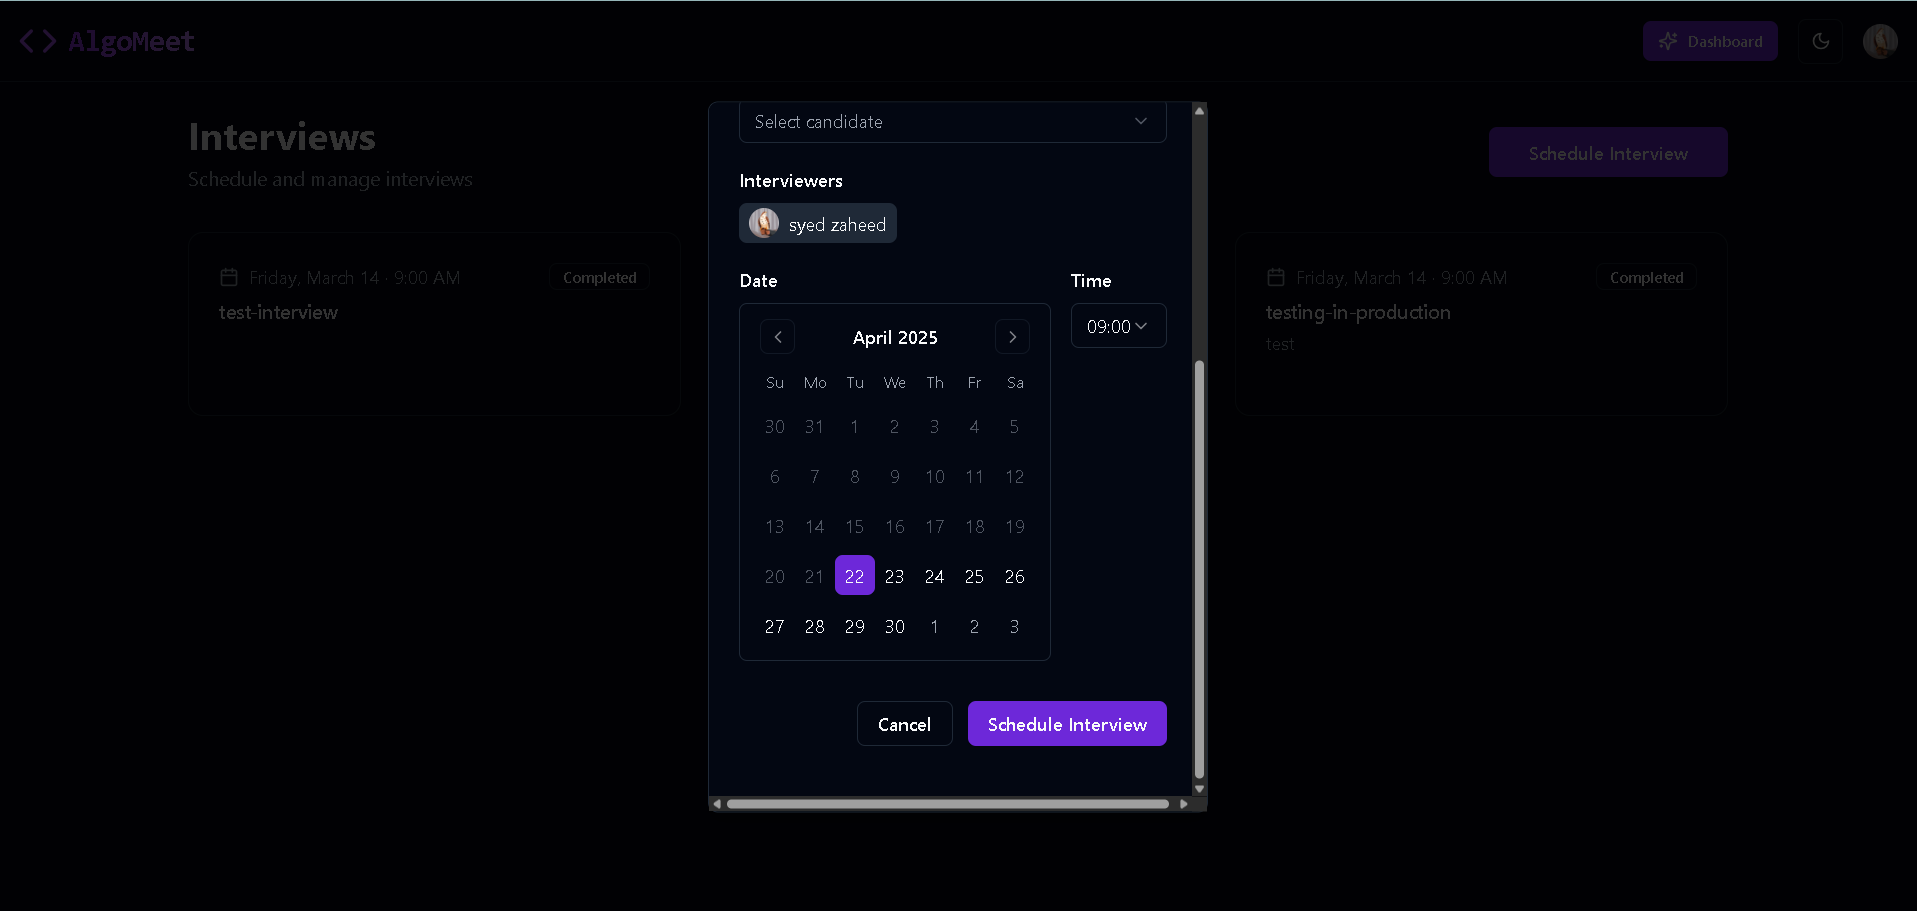 AlgoMeet
Dashboard
Interviews
Schedule and manage interviews
Schedule Interview
Friday, March 14 · 9:00 AM
Completed
test-interview
Friday, March 14 · 9:00 AM
Completed
testing-in-production
test
Select candidate
Interviewers
syed zaheed
Date
Time
April 2025
09:00
Su Mo Tu We Th Fr Sa
30 31 1 2 3 4 5
6 7 8 9 10 11 12
13 14 15 16 17 18 19
20 21 22 23 24 25 26
27 28 29 30 1 2 3
Cancel
Schedule Interview